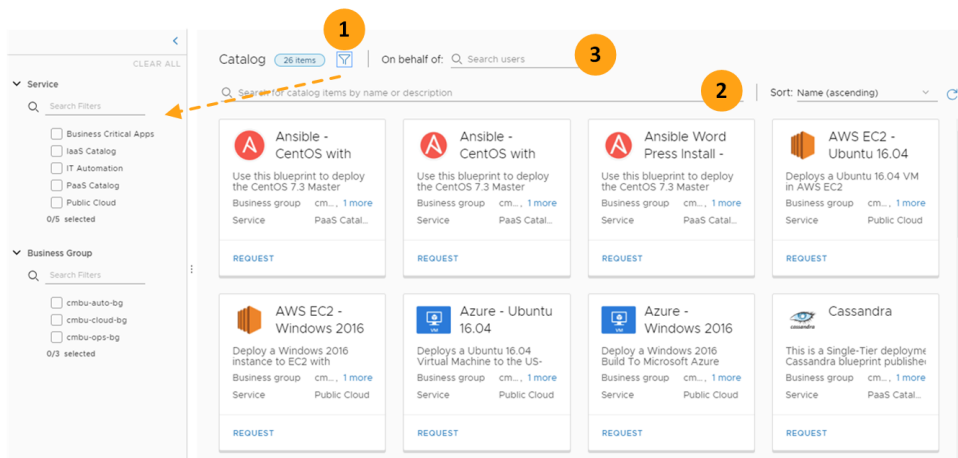 1
CLEAR ALL
Catalog 26 items On behalf of: Search users 3
Service
Search Filters
Search for catalog items by name or description 2 Sort: Name (ascending)
Business Critical Apps
IaaS Catalog
IT Automation
PaaS Catalog
Public Cloud
0/5 selected
Business Group
Search Filters
cmbu-auto-bg
cmbu-cloud-bg
cmbu-ops-bg
0/3 selected
Ansible -
CentOS with
Use this blueprint to deploy
the CentOS 7.3 Master
Business group cm..., 1 more
Service PaaS Catal...
REQUEST
Ansible -
CentOS with
Use this blueprint to deploy
the CentOS 7.3 Master
Business group cm..., 1 more
Service PaaS Catal...
REQUEST
Ansible Word
Press Install -
Use this blueprint to deploy
the CentOS 7.3 Master
Business group cm..., 1 more
Service PaaS Catal...
REQUEST
AWS EC2 -
Ubuntu 16.04
Deploys a Ubuntu 16.04 VM
in AWS EC2
Business group cm..., 1 more
Service Public Cloud
REQUEST
AWS EC2 -
Windows 2016
Deploy a Windows 2016
instance to EC2 with
Business group cm..., 1 more
Service Public Cloud
REQUEST
VM
Azure - Ubuntu
16.04
Deploys a Ubuntu 16.04
Virtual Machine to the US-
Business group cm..., 1 more
Service Public Cloud
REQUEST
VM
Azure -
Windows 2016
Deploy a Windows 2016
Build To Microsoft Azure
Business group cm..., 1 more
Service Public Cloud
REQUEST
cassandra
Cassandra
This is a Single-Tier deployme
Cassandra blueprint publishe
Business group cm..., 1 more
Service PaaS Catal...
REQUEST